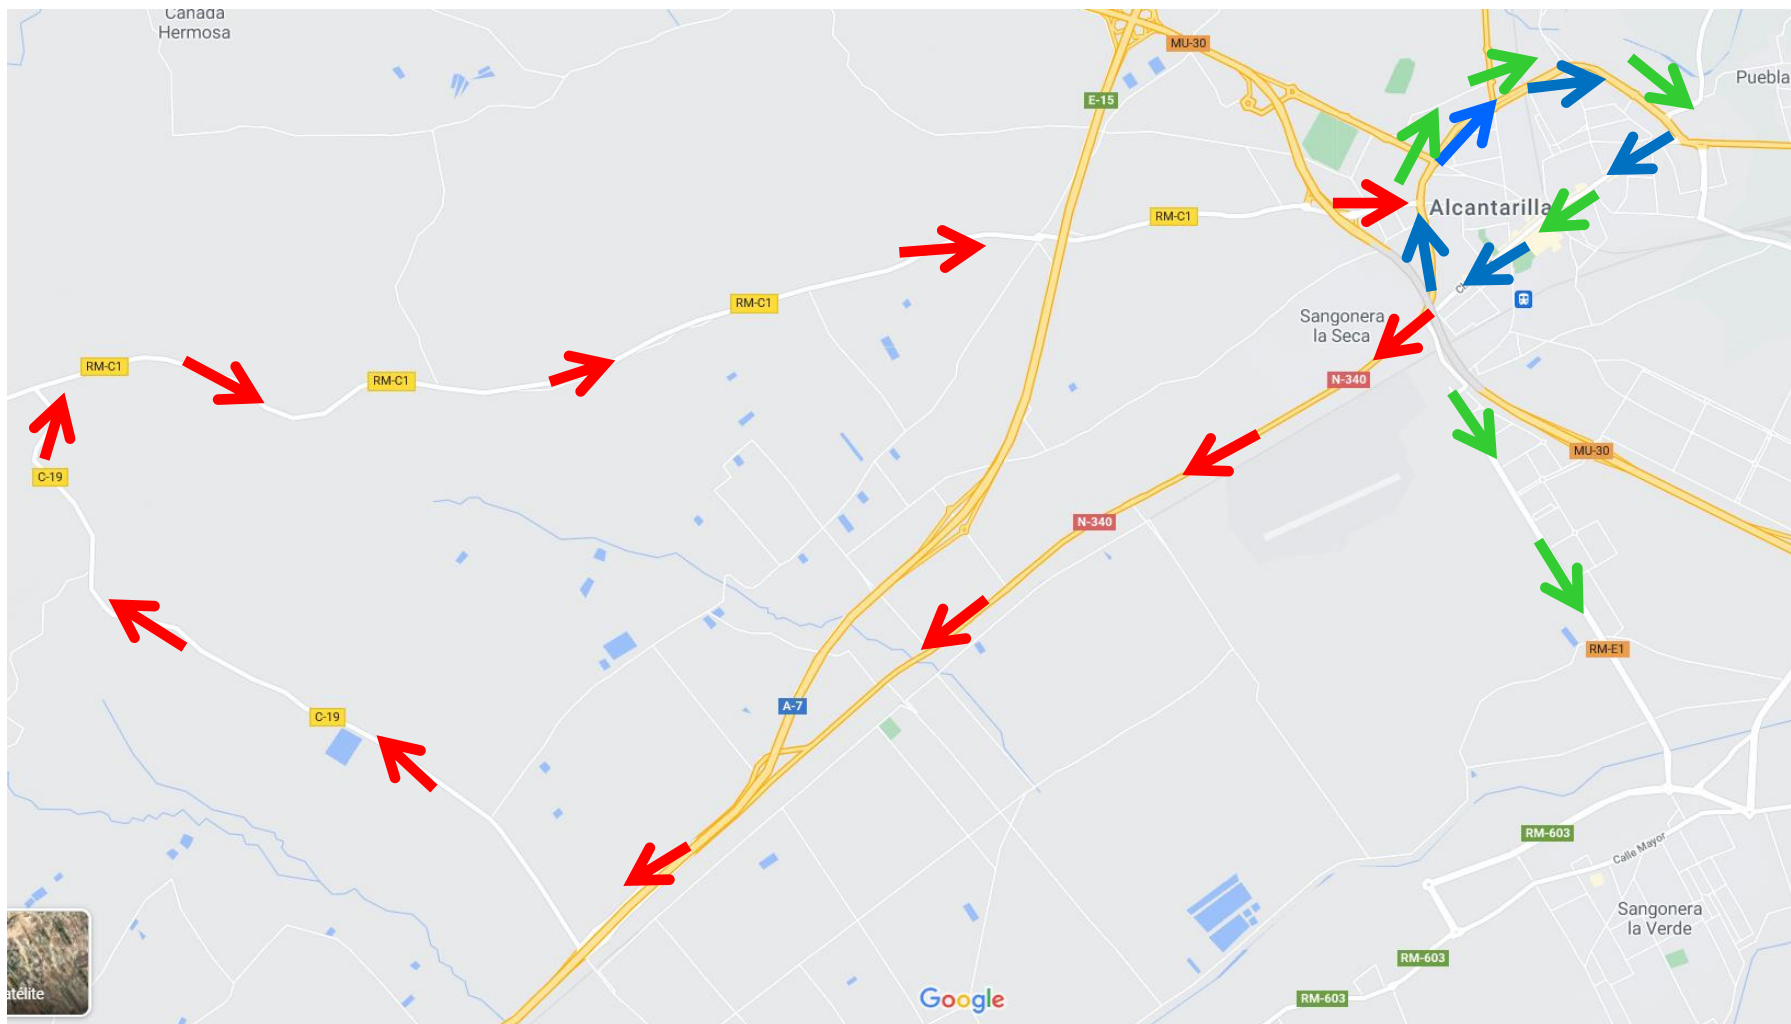 Cañada
Hermosa
MU-30
Puebla
E-15
Alcantarilla
RM-C1
RM-C1
Sangonera
la Seca
RM-C1
RM-C1
N-340
MU-30
C-19
N-340
RM-E1
A-7
C-19
RM-603
Calle Mayor
Sangonera
la Verde
RM-603
atélite
Google
RM-603